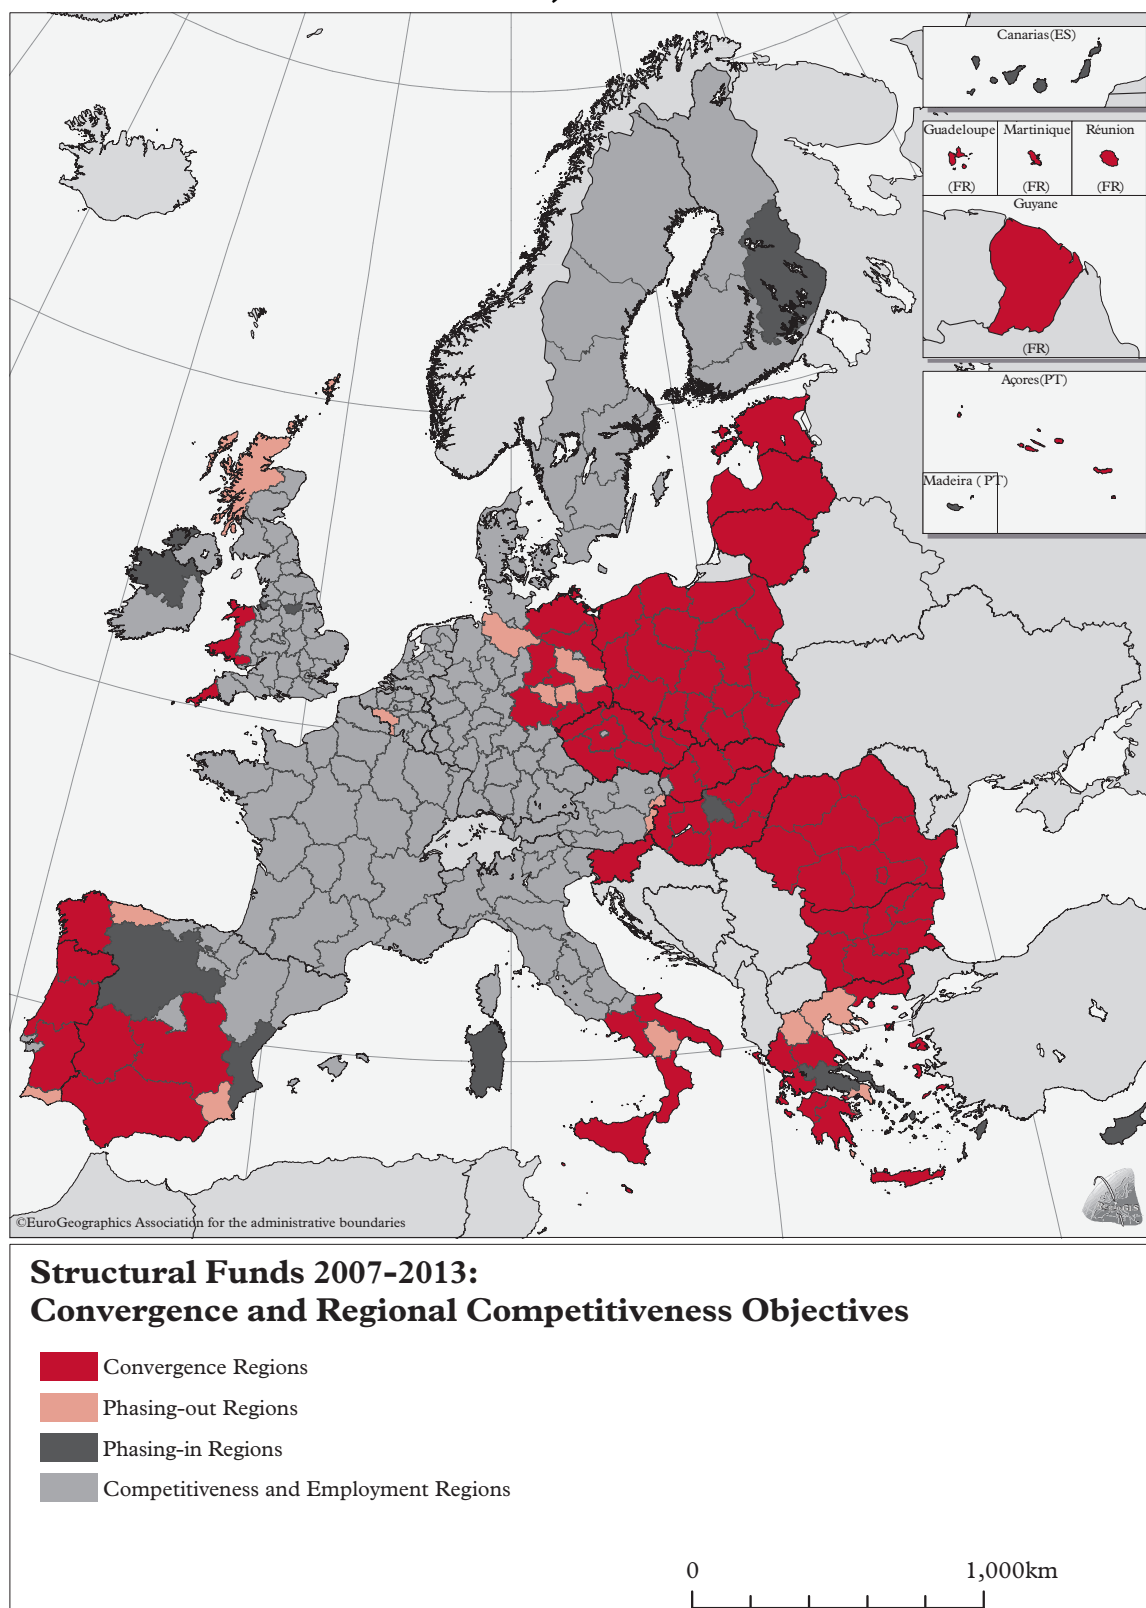 Canarias(ES)
Guadeloupe
Martinique
Réunion
(FR)
(FR)
(FR)
Guyane
(FR)
Açores(PT)
Madeira ( PT)
©EuroGeographics Association for the administrative boundaries
Structural Funds 2007-2013:
Convergence and Regional Competitiveness Objectives
Convergence Regions
Phasing-out Regions
Phasing-in Regions
Competitiveness and Employment Regions
0
1,000km